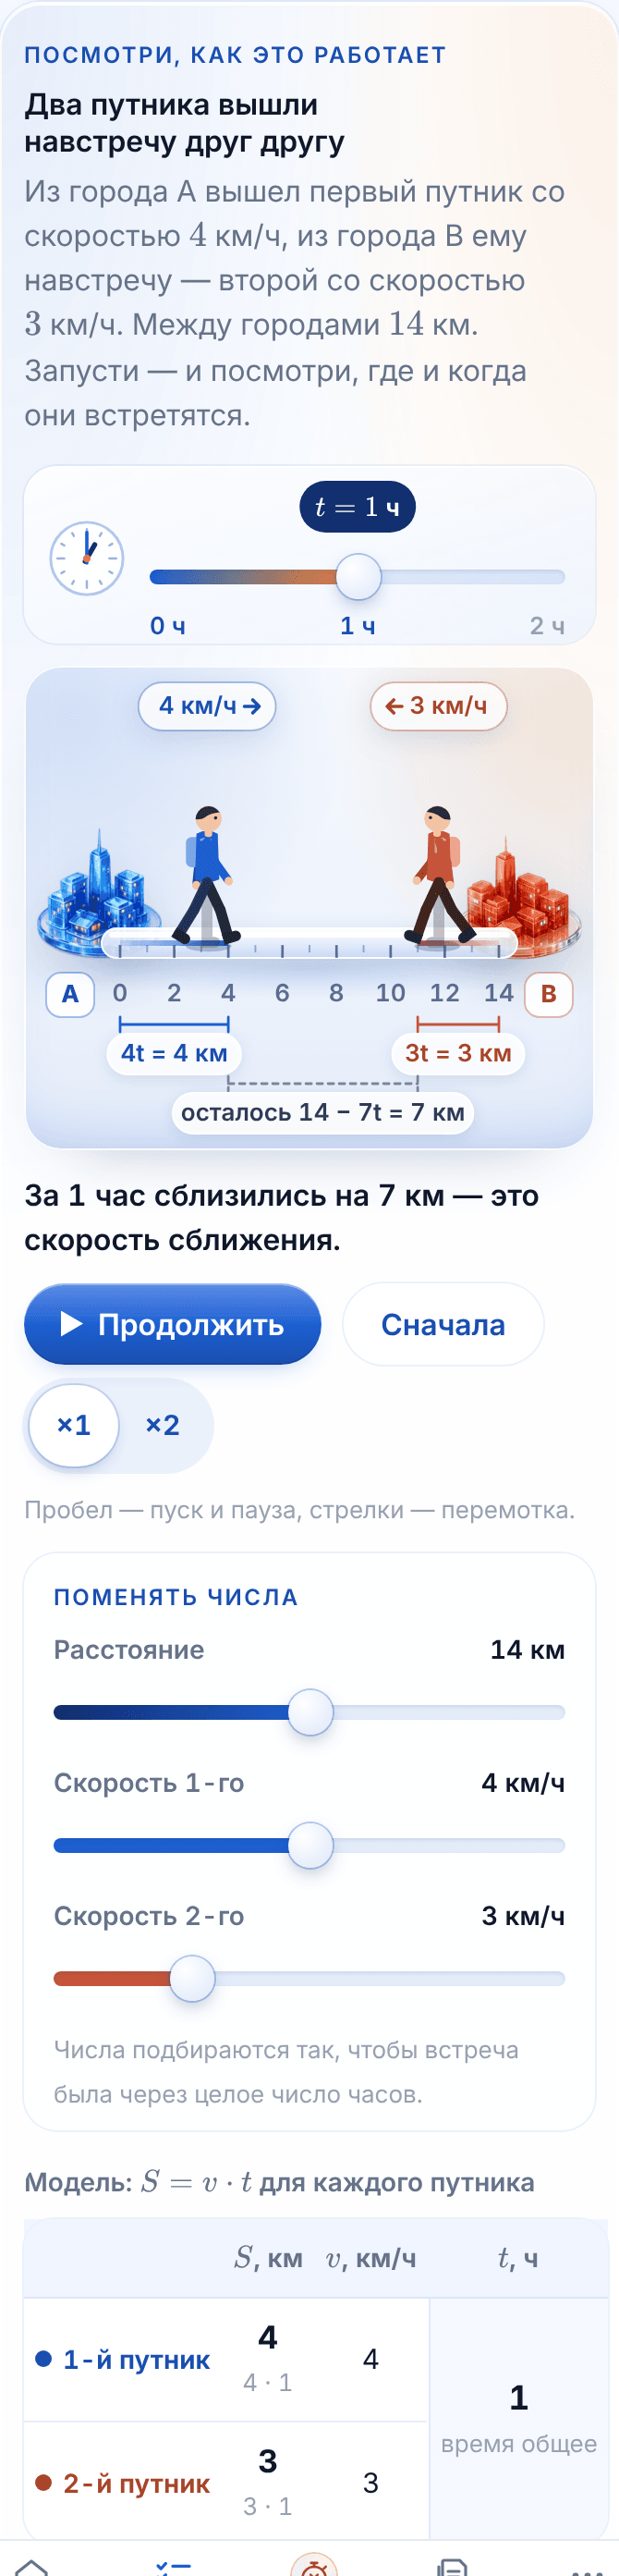 ПОСМОТРИ, КАК ЭТО РАБОТАЕТ
Два путника вышли
навстречу друг другу
Из города A вышел первый путник со
скоростью 4 км/ч, из города B ему
навстречу — второй со скоростью
3 км/ч. Между городами 14 км.
Запусти — и посмотри, где и когда
они встретятся.
t = 1 ч
0 ч 1 ч 2 ч
4 км/ч → ← 3 км/ч
A 0 2 4 6 8 10 12 14 B
4t = 4 км 3t = 3 км
осталось 14 − 7t = 7 км
За 1 час сблизились на 7 км — это
скорость сближения.
Продолжить Сначала
×1 ×2
Пробел — пуск и пауза, стрелки — перемотка.
ПОМЕНЯТЬ ЧИСЛА
Расстояние 14 км
Скорость 1-го 4 км/ч
Скорость 2-го 3 км/ч
Числа подбираются так, чтобы встреча
была через целое число часов.
Модель: S = v · t для каждого путника
S, км v, км/ч t, ч
1-й путник 4 4
4 · 1
1
время общее
2-й путник 3 3
3 · 1